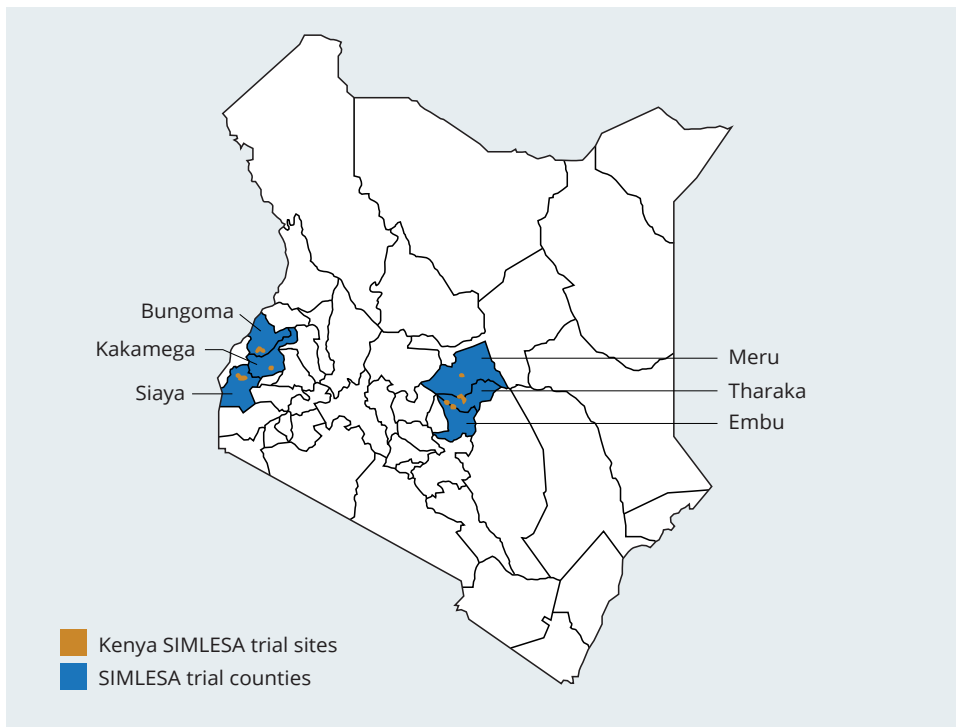 Bungoma
Kakamega
Siaya
Meru
Tharaka
Embu
Kenya SIMLESA trial sites
SIMLESA trial counties